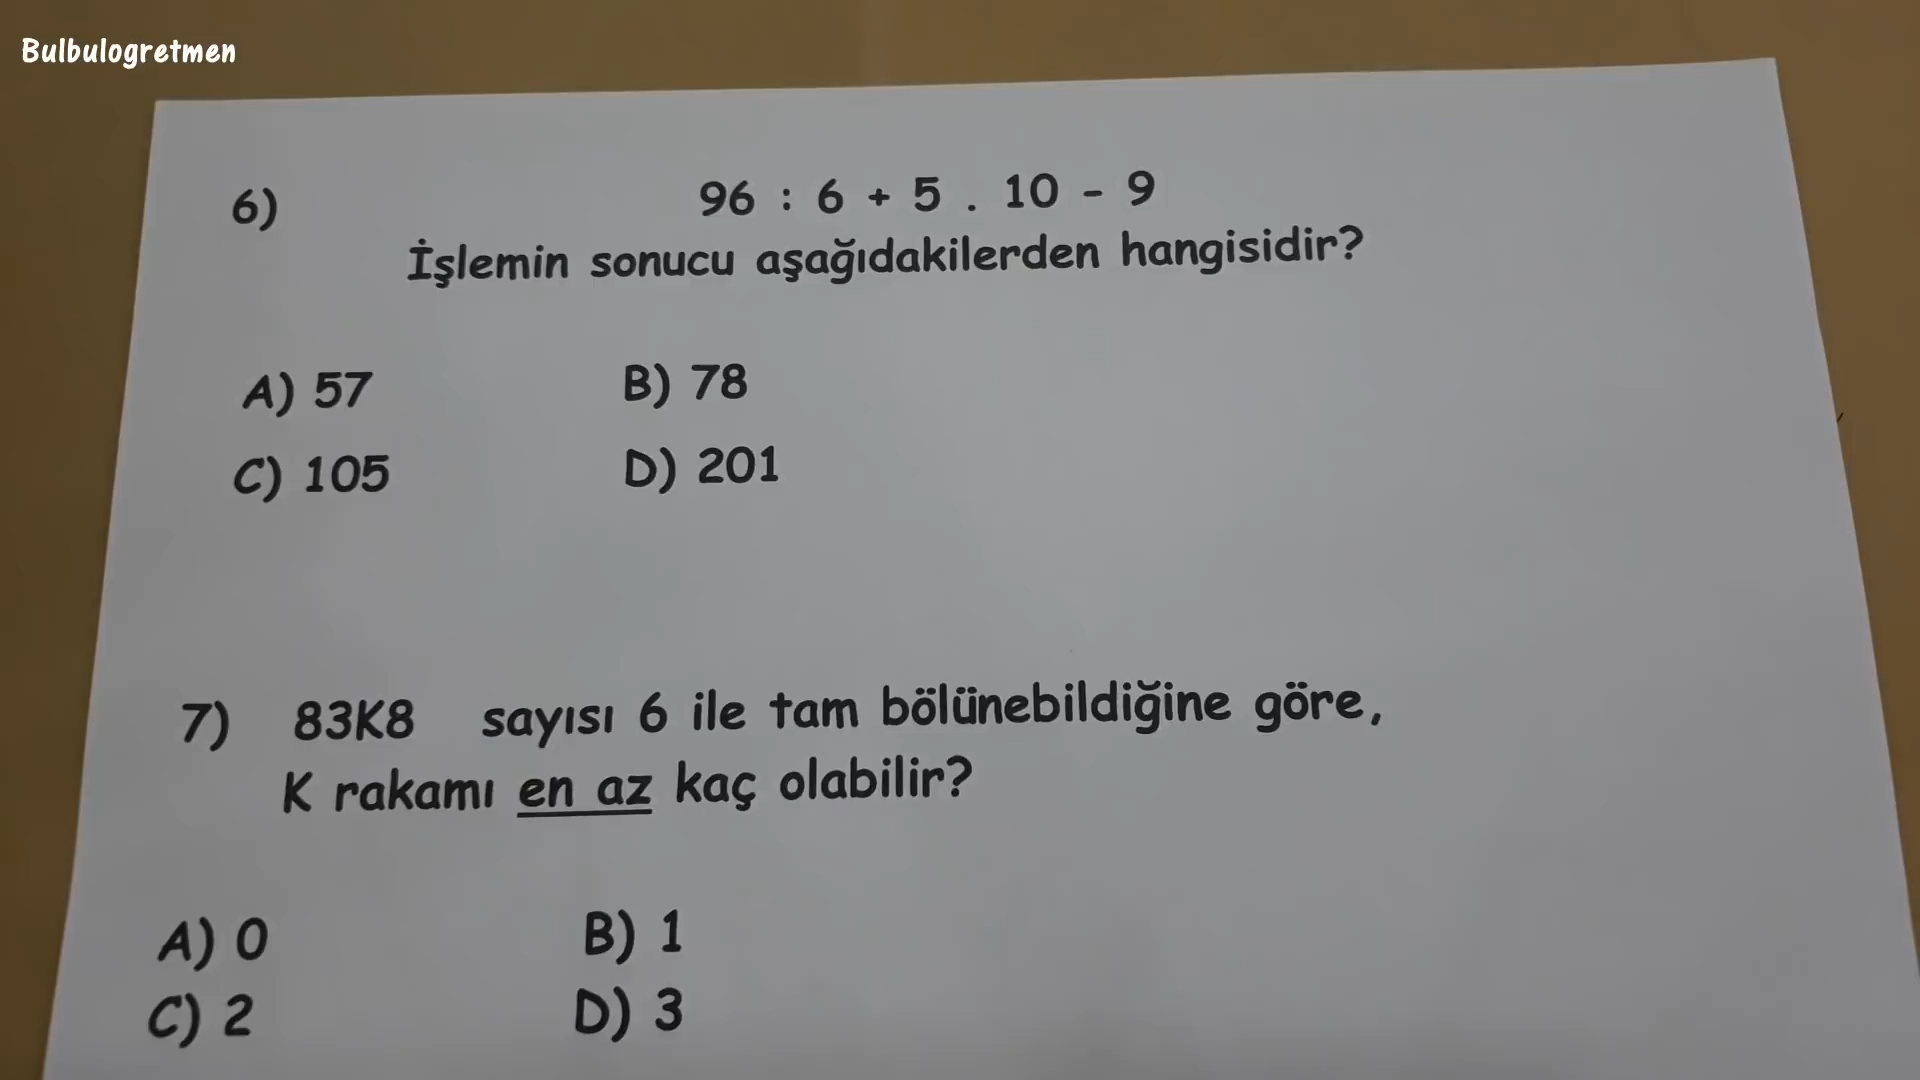 Bulbulogretmen
6)
96 : 6 + 5 . 10 - 9
İşlemin sonucu aşağıdakilerden hangisidir?
A) 57 B) 78
C) 105 D) 201
7) 83K8 sayısı 6 ile tam bölünebildiğine göre,
K rakamı en az kaç olabilir?
A) 0 B) 1
C) 2 D) 3